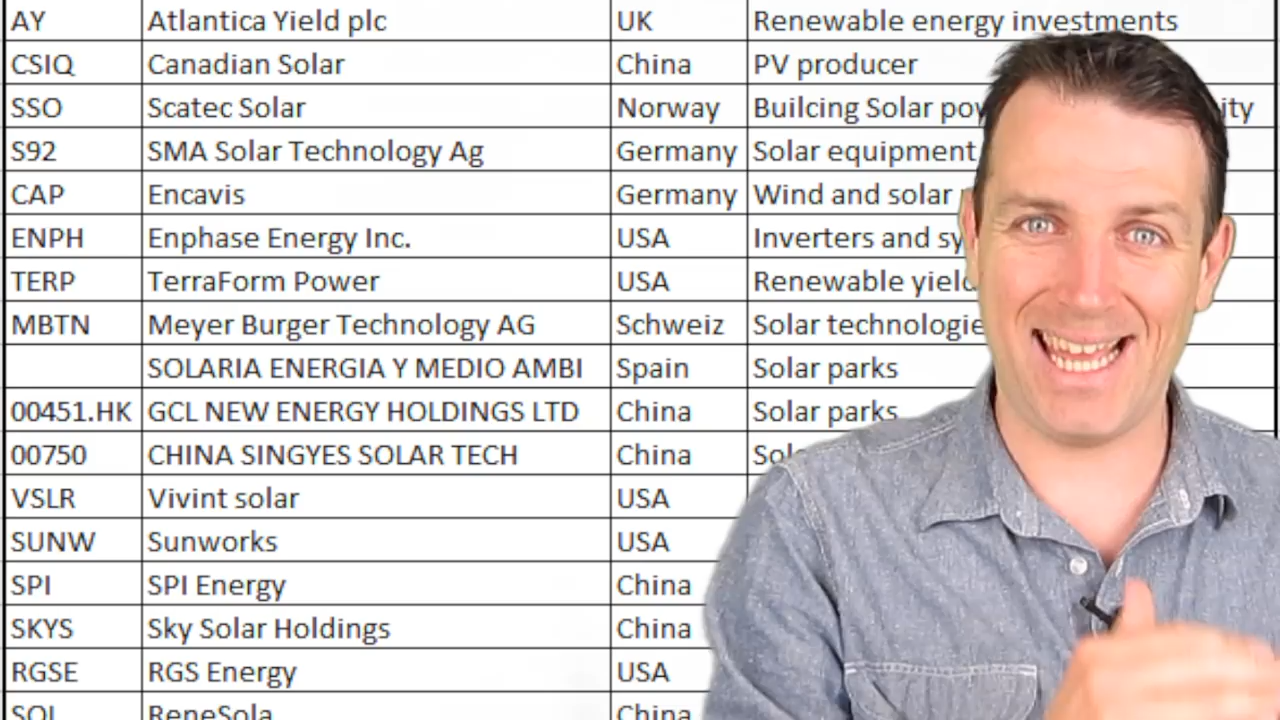 AY Atlantica Yield plc UK Renewable energy investments
CSIQ Canadian Solar China PV producer
SSO Scatec Solar Norway Builcing Solar
S92 SMA Solar Technology Ag Germany Solar equipment
CAP Encavis Germany Wind and solar
ENPH Enphase Energy Inc. USA Inverters and
TERP TerraForm Power USA Renewable
MBTN Meyer Burger Technology AG Schweiz Solar
SOLARIA ENERGIA Y MEDIO AMBI Spain Solar parks
00451.HK GCL NEW ENERGY HOLDINGS LTD China Solar parks
00750 CHINA SINGYES SOLAR TECH China
VSLR Vivint solar USA
SUNW Sunworks USA
SPI SPI Energy China
SKYS Sky Solar Holdings China
RGSE RGS Energy USA
SOL ReneSola China